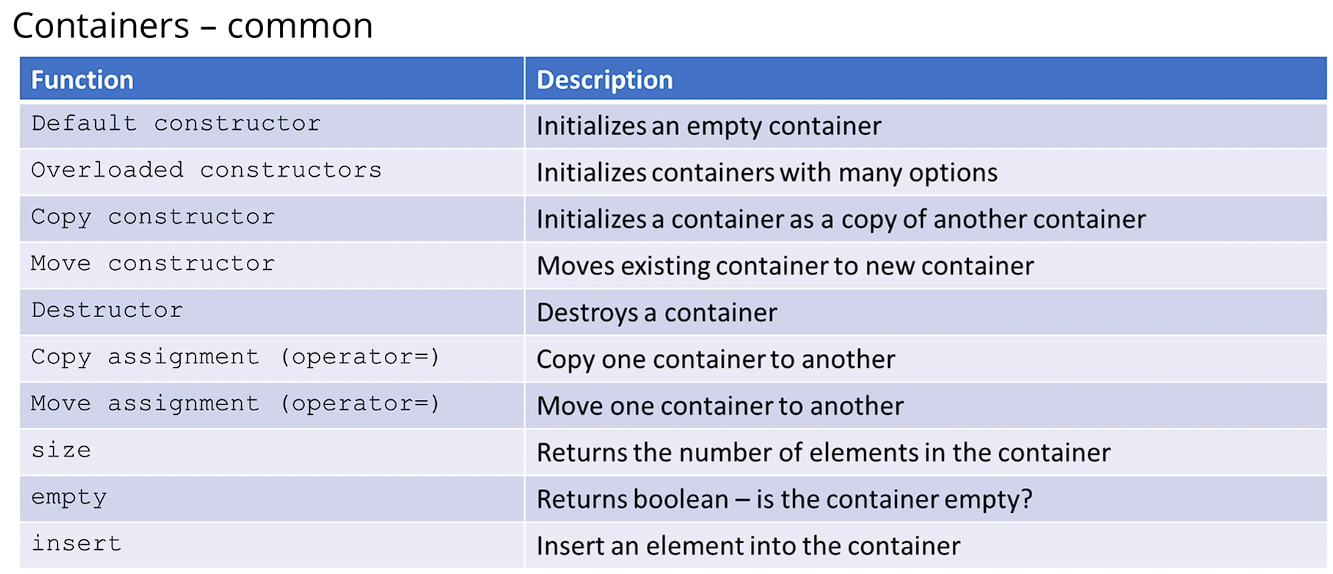 Containers – common
Function Description
Default constructor Initializes an empty container
Overloaded constructors Initializes containers with many options
Copy constructor Initializes a container as a copy of another container
Move constructor Moves existing container to new container
Destructor Destroys a container
Copy assignment (operator=) Copy one container to another
Move assignment (operator=) Move one container to another
size Returns the number of elements in the container
empty Returns boolean – is the container empty?
insert Insert an element into the container